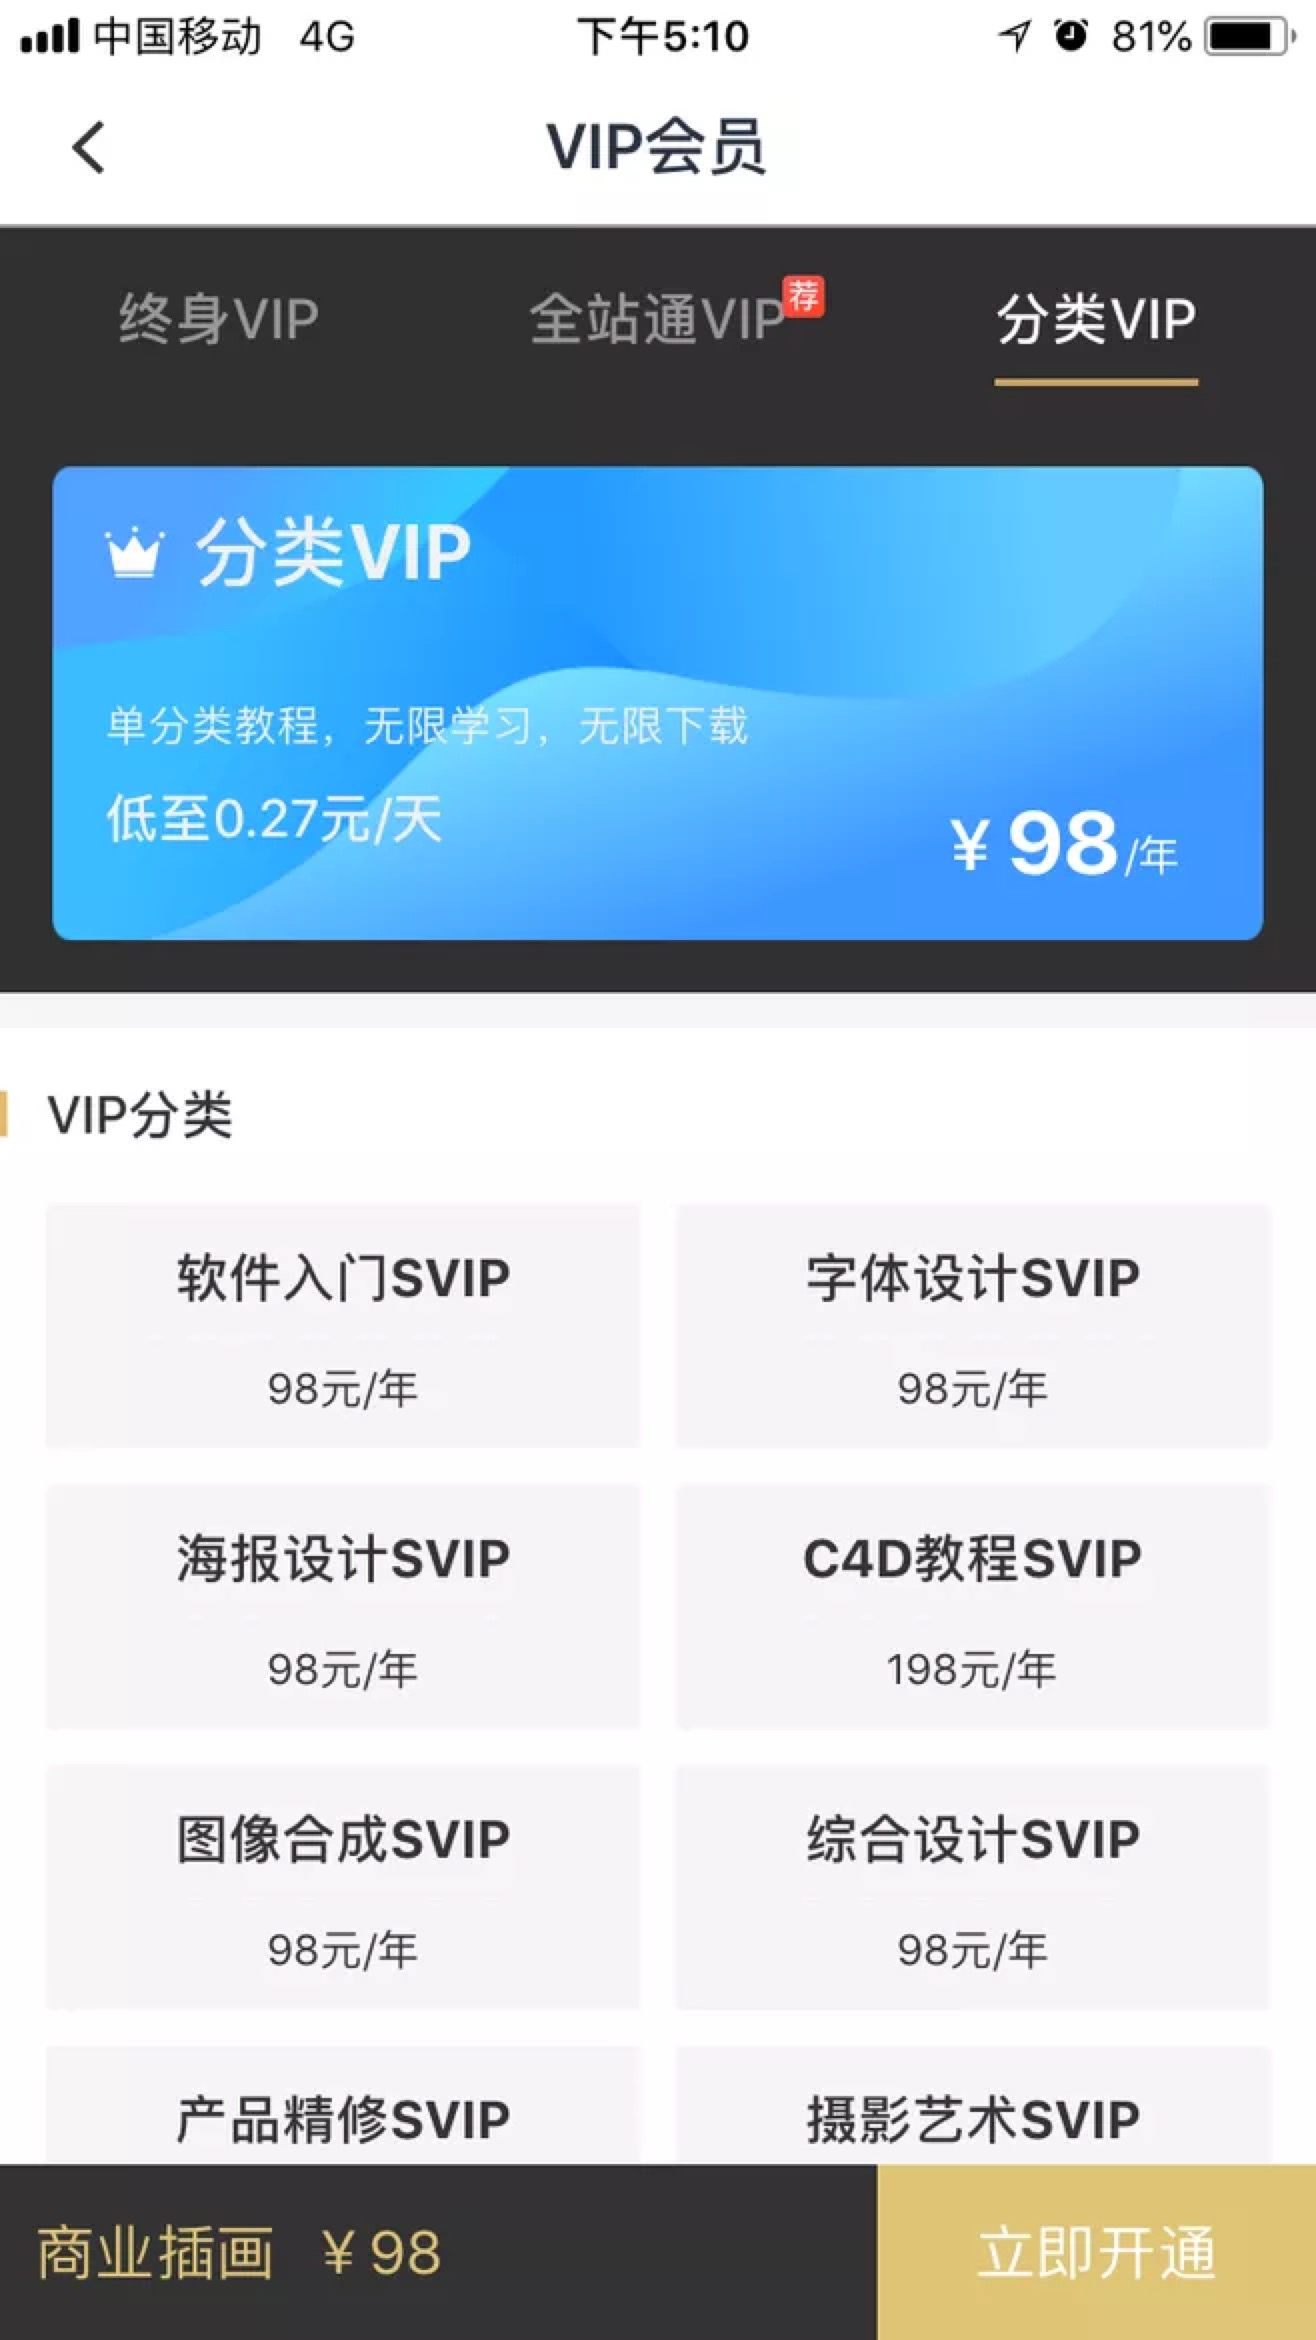 中国移动 4G 下午5:10 81%
VIP会员
终身VIP 全站通VIP 荐 分类VIP
分类VIP
单分类教程，无限学习，无限下载
低至0.27元/天
¥98/年
VIP分类
软件入门SVIP 字体设计SVIP
98元/年 98元/年
海报设计SVIP C4D教程SVIP
98元/年 198元/年
图像合成SVIP 综合设计SVIP
98元/年 98元/年
产品精修SVIP 摄影艺术SVIP
商业插画 ¥98 立即开通